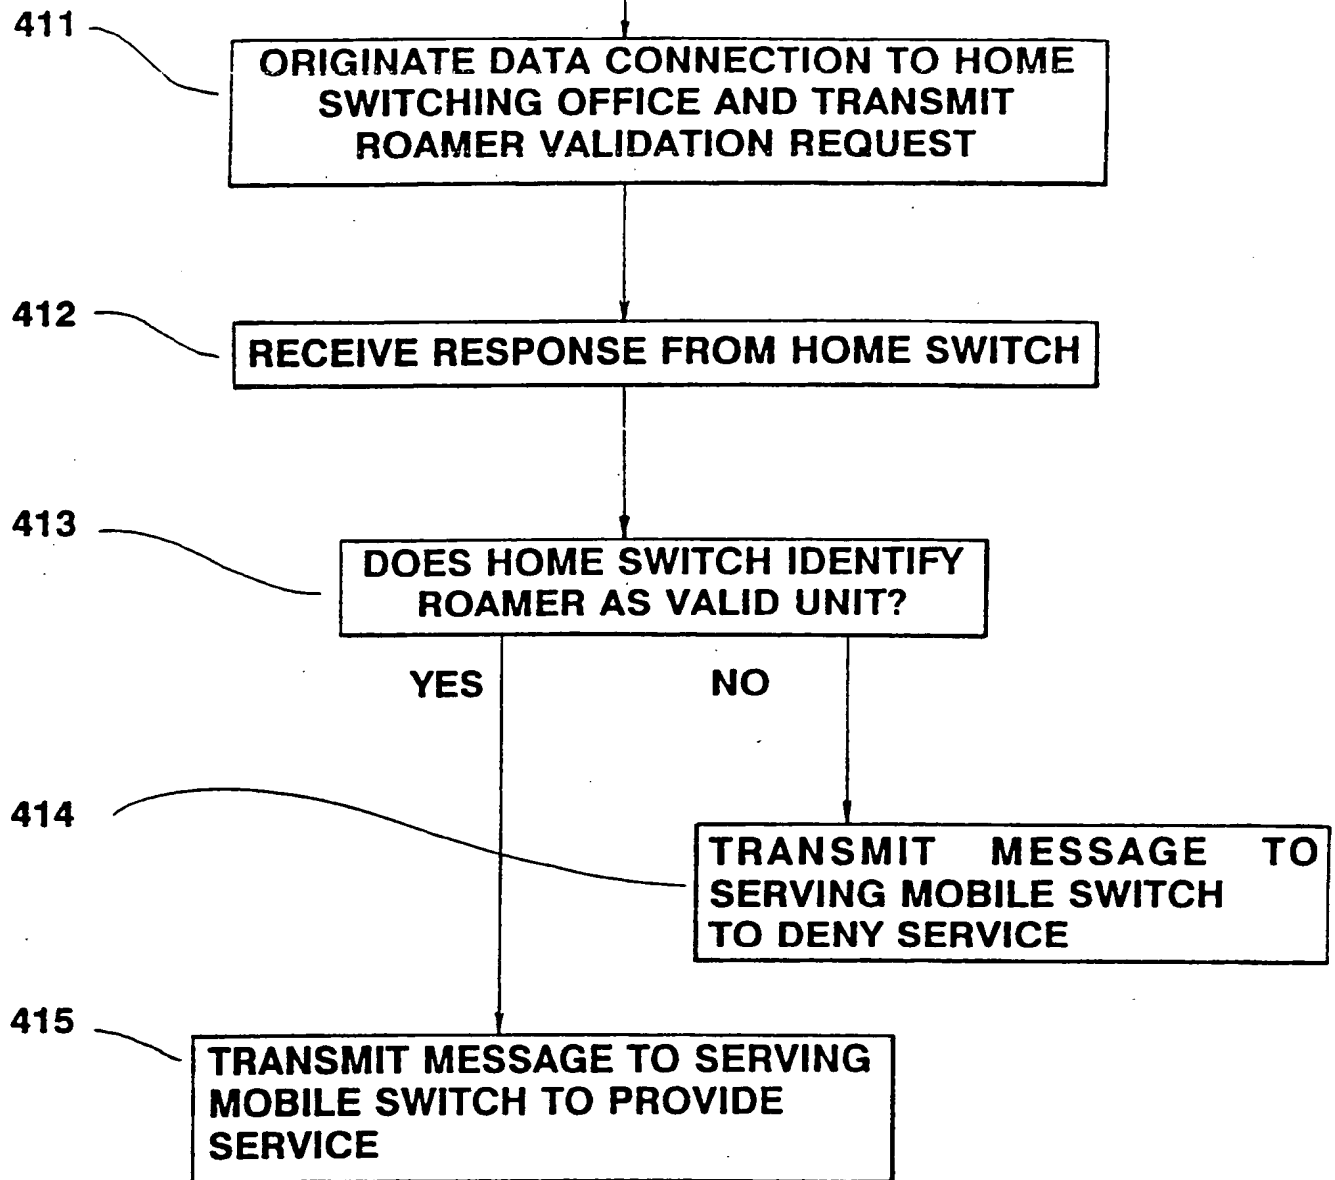 411
ORIGINATE DATA CONNECTION TO HOME
SWITCHING OFFICE AND TRANSMIT
ROAMER VALIDATION REQUEST
412
RECEIVE RESPONSE FROM HOME SWITCH
413
DOES HOME SWITCH IDENTIFY
ROAMER AS VALID UNIT?
YES NO
414
TRANSMIT MESSAGE TO
SERVING MOBILE SWITCH
TO DENY SERVICE
415
TRANSMIT MESSAGE TO SERVING
MOBILE SWITCH TO PROVIDE
SERVICE